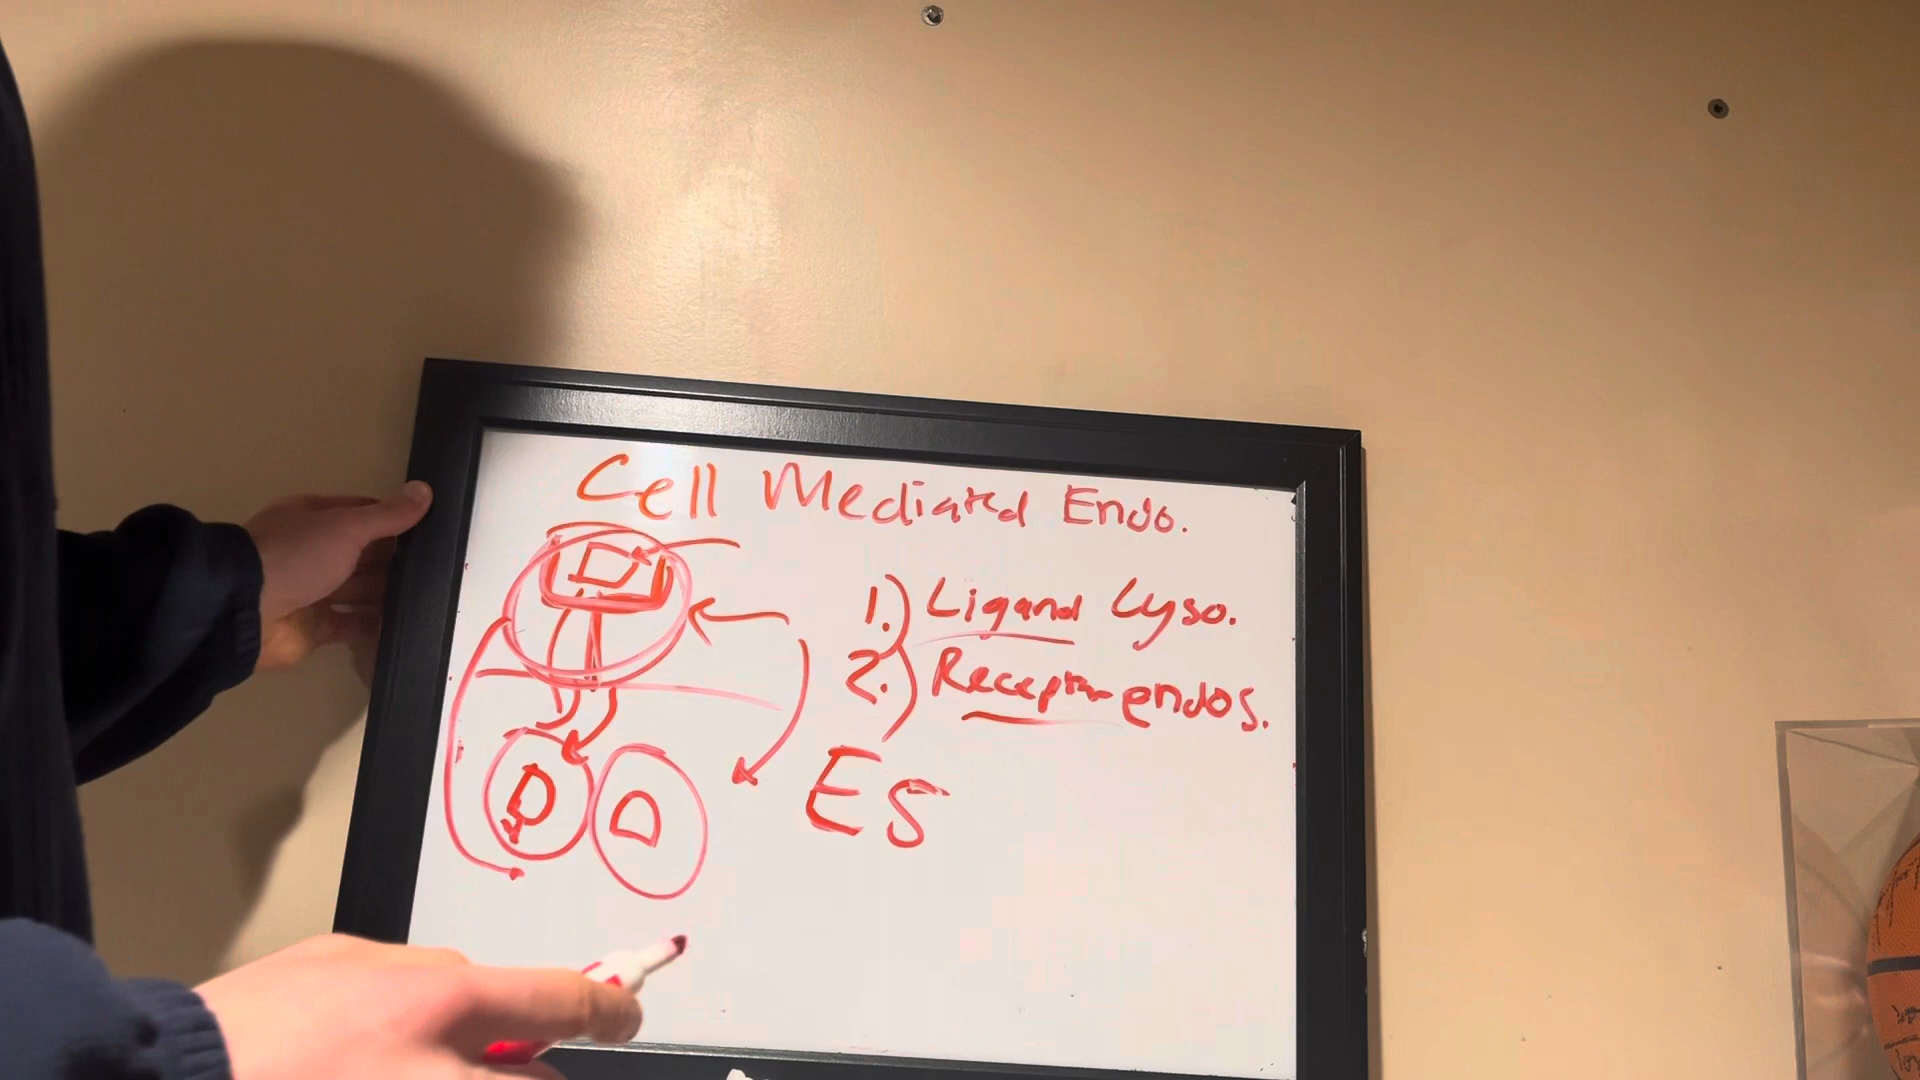 Cell Mediated Endo.
D
1.) Ligand Lyso.
2.) Receptor endos.
D
D
ES